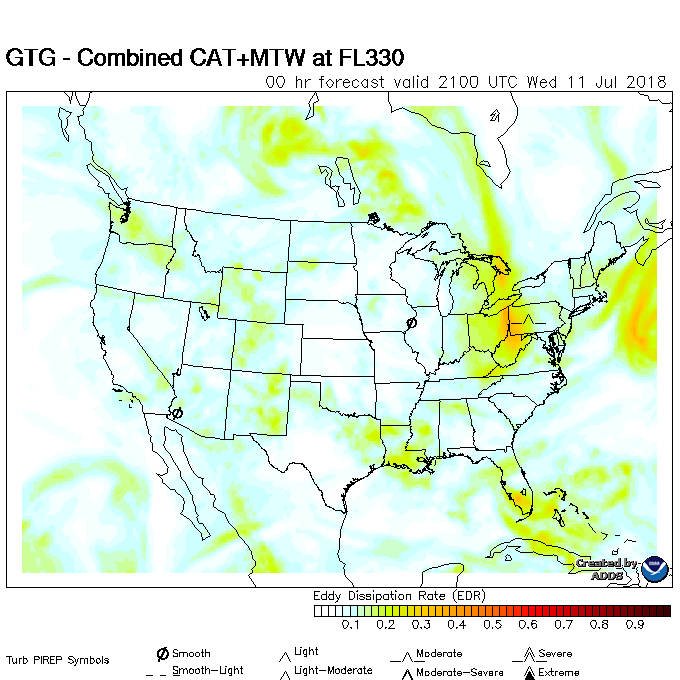 GTG - Combined CAT+MTW at FL330
00 hr forecast valid 2100 UTC Wed 11 Jul 2018
Created by
ADDS
Eddy Dissipation Rate (EDR)
0.1 0.2 0.3 0.4 0.5 0.6 0.7 0.8 0.9
Turb PIREP Symbols
Smooth Light Moderate Severe
Smooth-Light Light-Moderate Moderate-Severe Extreme